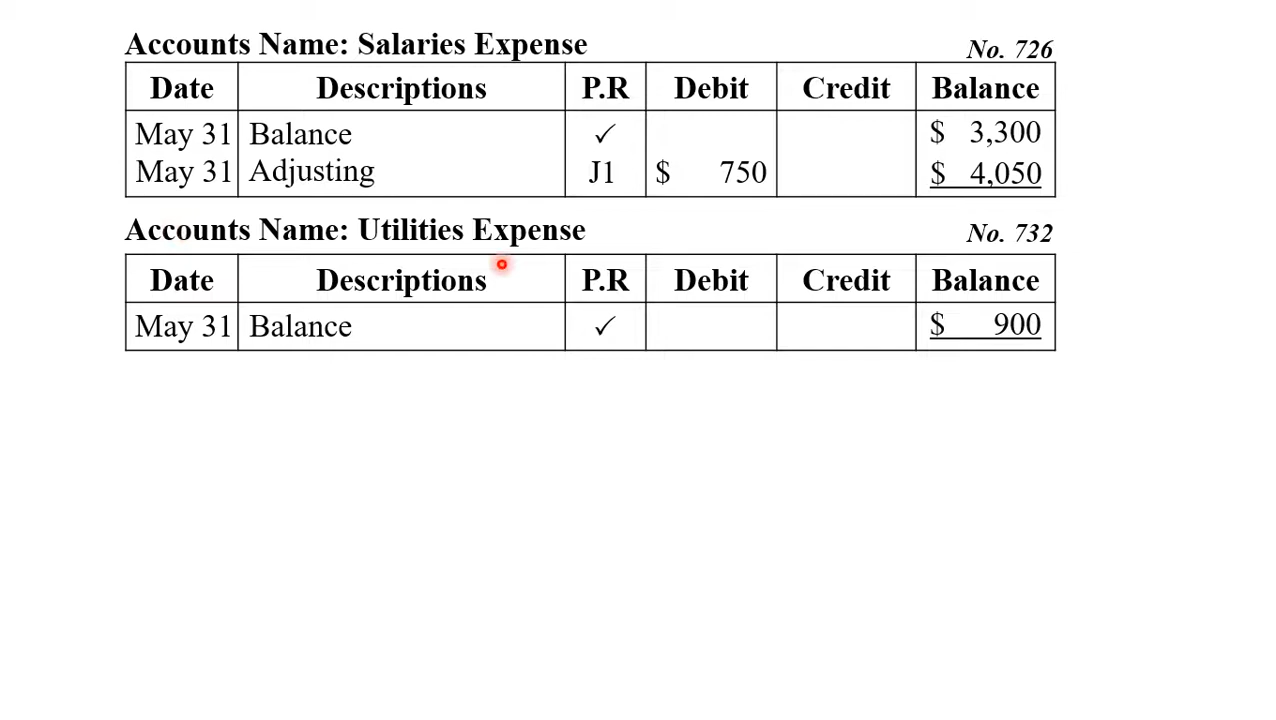 Accounts Name: Salaries Expense No. 726
Date Descriptions P.R Debit Credit Balance
May 31 Balance ✓ $ 3,300
May 31 Adjusting J1 $ 750 $ 4,050
Accounts Name: Utilities Expense No. 732
Date Descriptions P.R Debit Credit Balance
May 31 Balance ✓ $ 900